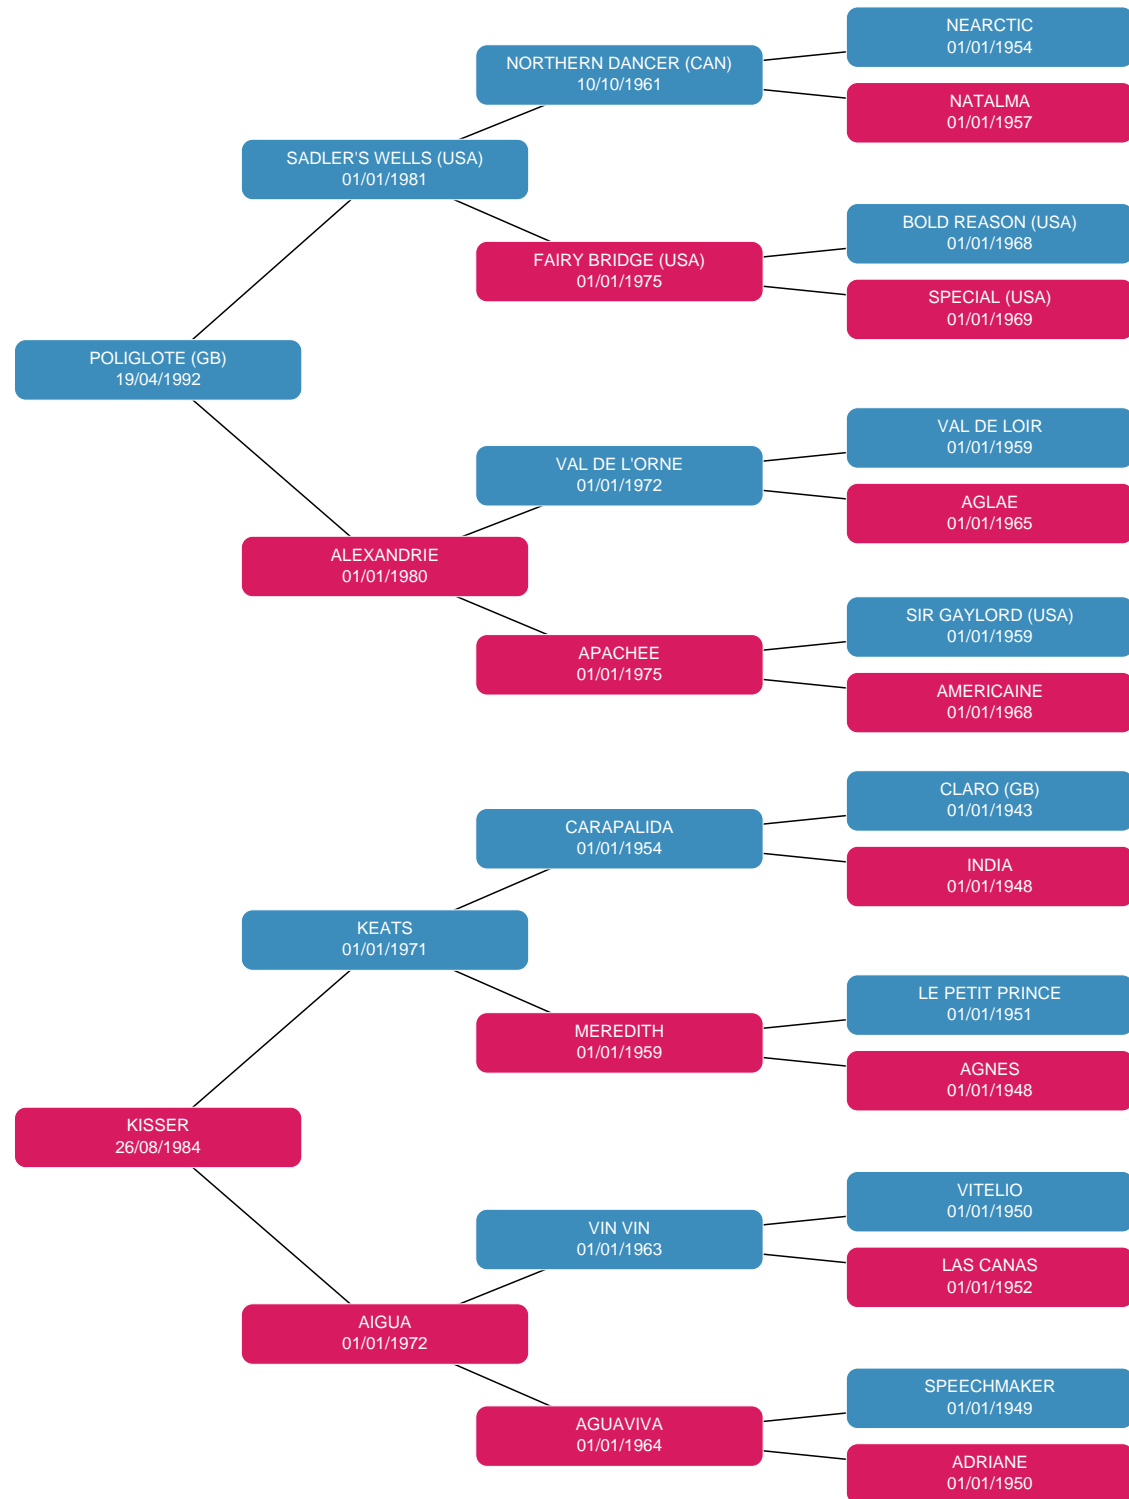 NEARCTIC
01/01/1954
NORTHERN DANCER (CAN)
10/10/1961
NATALMA
01/01/1957
SADLER'S WELLS (USA)
01/01/1981
BOLD REASON (USA)
01/01/1968
FAIRY BRIDGE (USA)
01/01/1975
SPECIAL (USA)
01/01/1969
POLIGLOTE (GB)
19/04/1992
VAL DE LOIR
01/01/1959
VAL DE L'ORNE
01/01/1972
AGLAE
01/01/1965
ALEXANDRIE
01/01/1980
SIR GAYLORD (USA)
01/01/1959
APACHEE
01/01/1975
AMERICAINE
01/01/1968
CLARO (GB)
01/01/1943
CARAPALIDA
01/01/1954
INDIA
01/01/1948
KEATS
01/01/1971
LE PETIT PRINCE
01/01/1951
MEREDITH
01/01/1959
AGNES
01/01/1948
KISSER
26/08/1984
VITELIO
01/01/1950
VIN VIN
01/01/1963
LAS CANAS
01/01/1952
AIGUA
01/01/1972
SPEECHMAKER
01/01/1949
AGUAVIVA
01/01/1964
ADRIANE
01/01/1950